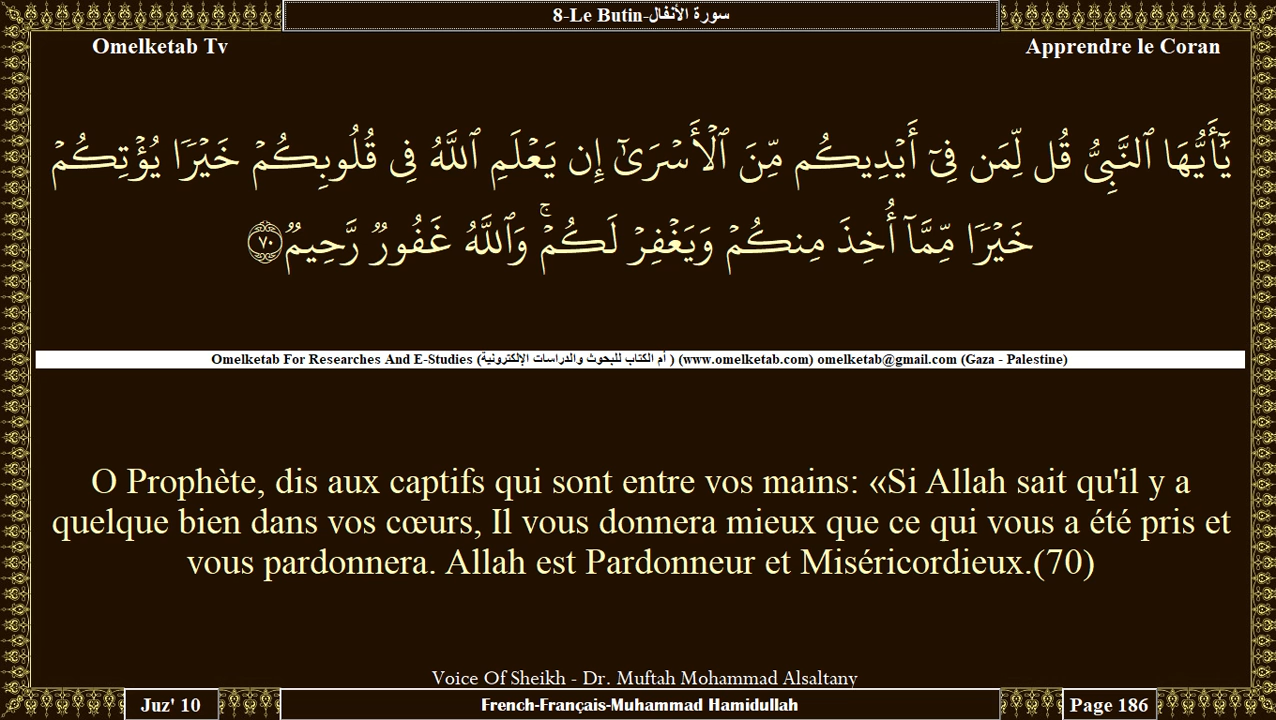 8-Le Butin-سورة الأنفال
Omelketab Tv
Apprendre le Coran
يَٰٓأَيُّهَا ٱلنَّبِيُّ قُل لِّمَن فِيٓ أَيۡدِيكُم مِّنَ ٱلۡأَسۡرَىٰٓ إِن يَعۡلَمِ ٱللَّهُ فِي قُلُوبِكُمۡ خَيۡرٗا يُؤۡتِكُمۡ
خَيۡرٗا مِّمَّآ أُخِذَ مِنكُمۡ وَيَغۡفِرۡ لَكُمۡۚ وَٱللَّهُ غَفُورٞ رَّحِيمٞ ٧٠
Omelketab For Researches And E-Studies (أم الكتاب للبحوث والدراسات الإلكترونية ) (www.omelketab.com) omelketab@gmail.com (Gaza - Palestine)
O Prophète, dis aux captifs qui sont entre vos mains: «Si Allah sait qu'il y a
quelque bien dans vos cœurs, Il vous donnera mieux que ce qui vous a été pris et
vous pardonnera. Allah est Pardonneur et Miséricordieux.(70)
Voice Of Sheikh - Dr. Muftah Mohammad Alsaltany
Juz' 10
French-Français-Muhammad Hamidullah
Page 186